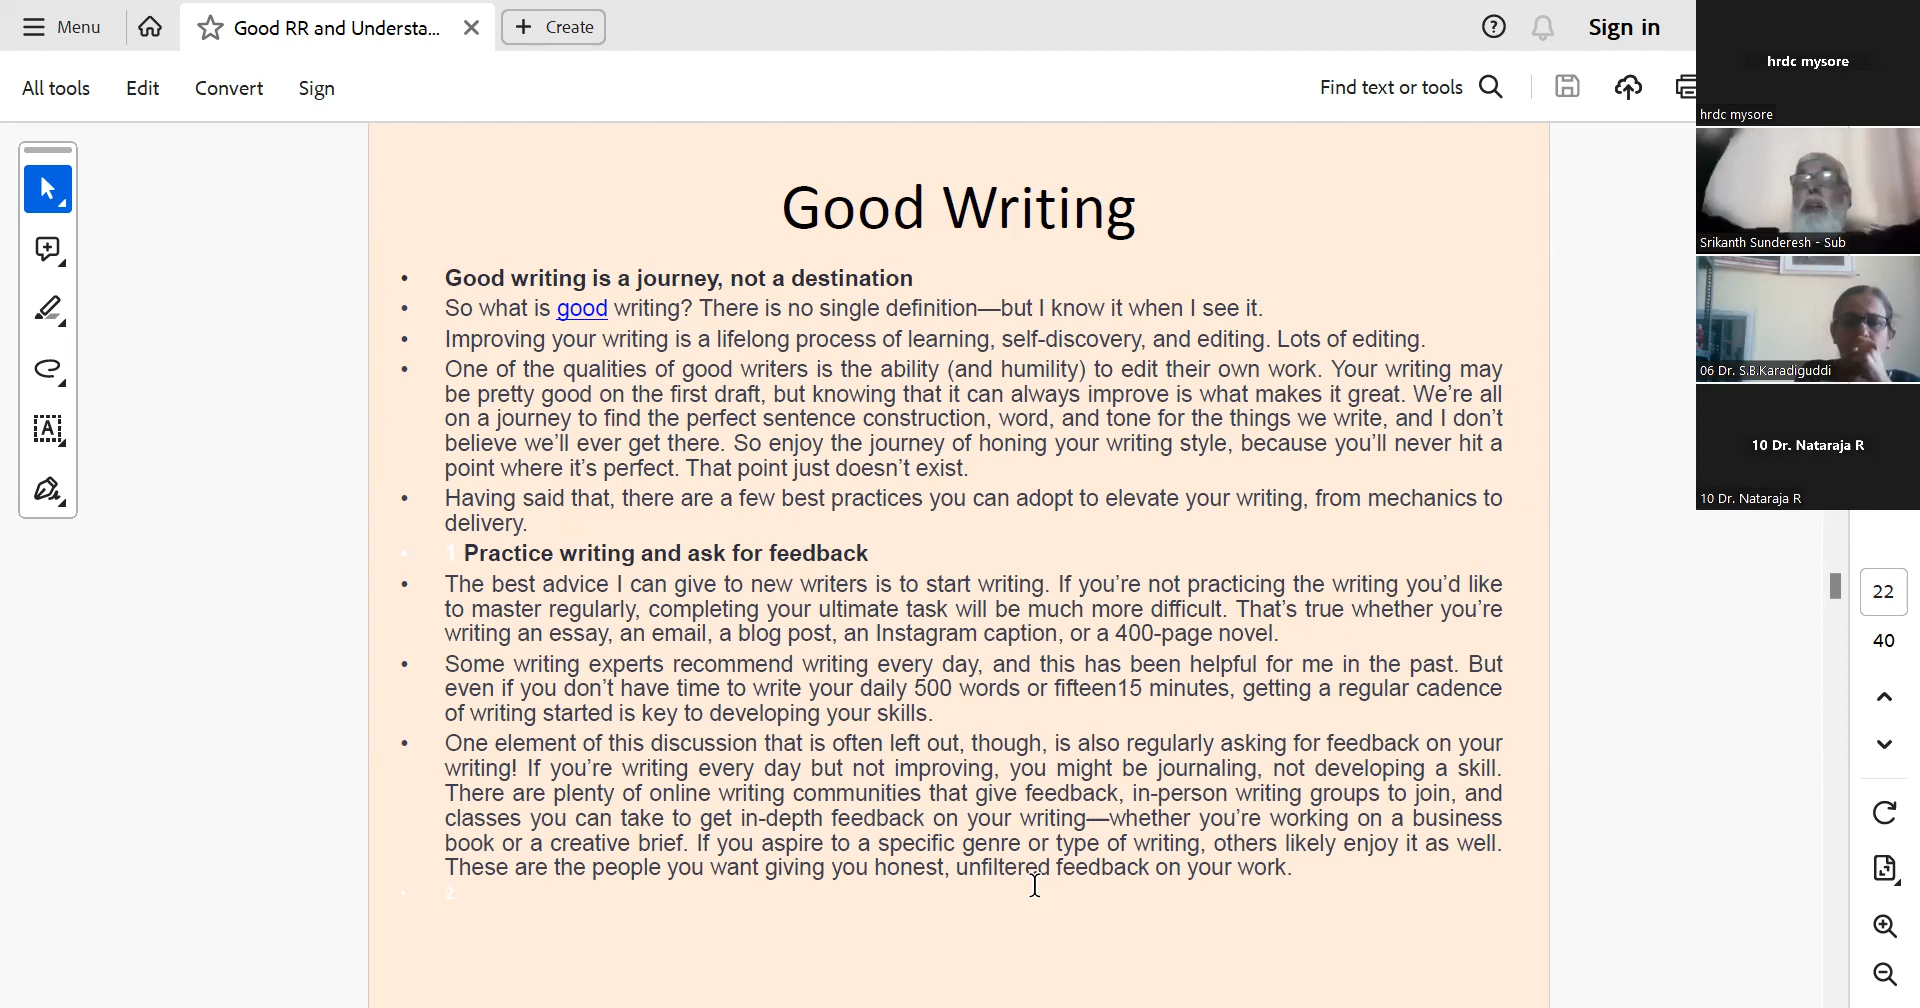 Menu
Good RR and Understa...
Create
Sign in
All tools
Edit
Convert
Sign
Find text or tools
hrdc mysore
hrdc mysore
Srikanth Sunderesh - Sub
06 Dr. S.B.Karadiguddi
10 Dr. Nataraja R
10 Dr. Nataraja R
Good Writing
• Good writing is a journey, not a destination
• So what is good writing? There is no single definition—but I know it when I see it.
• Improving your writing is a lifelong process of learning, self-discovery, and editing. Lots of editing.
• One of the qualities of good writers is the ability (and humility) to edit their own work. Your writing may
be pretty good on the first draft, but knowing that it can always improve is what makes it great. We're all
on a journey to find the perfect sentence construction, word, and tone for the things we write, and I don't
believe we'll ever get there. So enjoy the journey of honing your writing style, because you'll never hit a
point where it's perfect. That point just doesn't exist.
• Having said that, there are a few best practices you can adopt to elevate your writing, from mechanics to
delivery.
• 1 Practice writing and ask for feedback
• The best advice I can give to new writers is to start writing. If you're not practicing the writing you'd like
to master regularly, completing your ultimate task will be much more difficult. That's true whether you're
writing an essay, an email, a blog post, an Instagram caption, or a 400-page novel.
• Some writing experts recommend writing every day, and this has been helpful for me in the past. But
even if you don't have time to write your daily 500 words or fifteen15 minutes, getting a regular cadence
of writing started is key to developing your skills.
• One element of this discussion that is often left out, though, is also regularly asking for feedback on your
writing! If you're writing every day but not improving, you might be journaling, not developing a skill.
There are plenty of online writing communities that give feedback, in-person writing groups to join, and
classes you can take to get in-depth feedback on your writing—whether you're working on a business
book or a creative brief. If you aspire to a specific genre or type of writing, others likely enjoy it as well.
These are the people you want giving you honest, unfiltered feedback on your work.
• 2
22
40